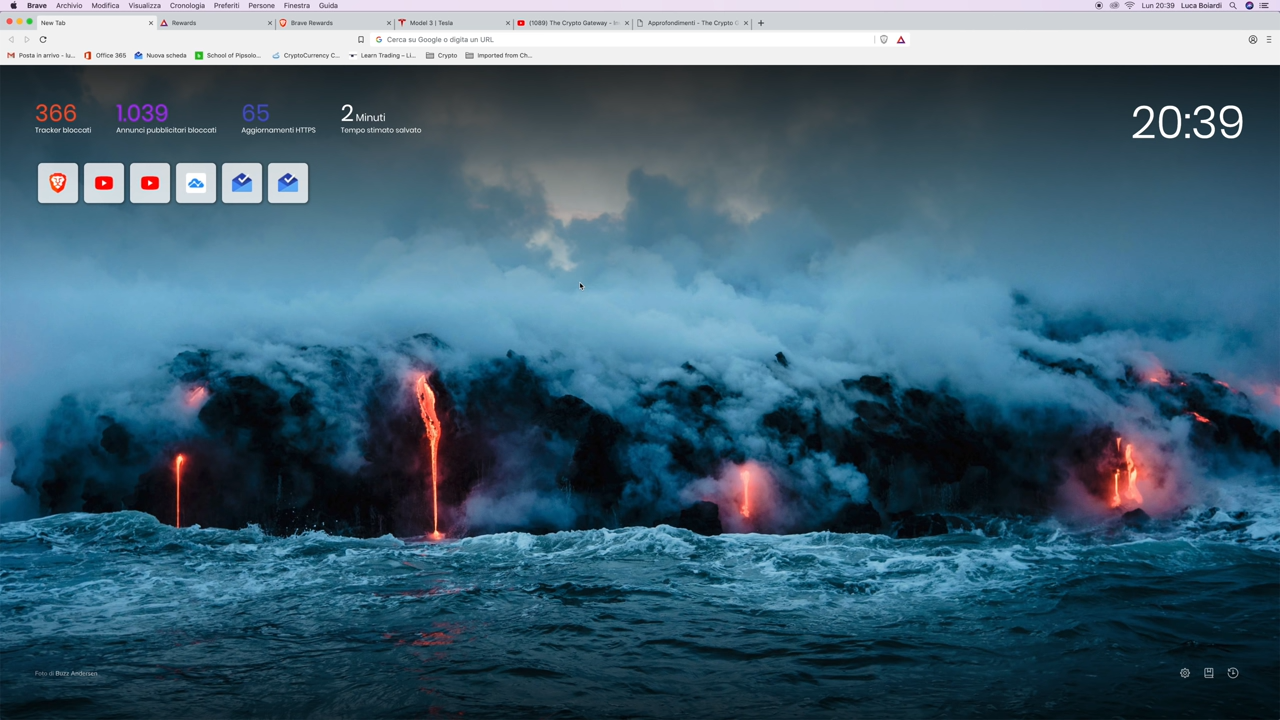 Brave Archivio Modifica Visualizza Cronologia Preferiti Persone Finestra Guida Lun 20:39 Luca Boiardi
New Tab Rewards Brave Rewards Model 3 | Tesla (1089) The Crypto Gateway - In Approfondimenti - The Crypto G
Cerca su Google o digita un URL
Posta in arrivo - lu... Office 365 Nuova scheda School of Pipsolo... CryptoCurrency C... Learn Trading – Li... Crypto Imported from Ch...
366 1.039 65 2 Minuti
Tracker bloccati Annunci pubblicitari bloccati Aggiornamenti HTTPS Tempo stimato salvato
20:39
Foto di Buzz Andersen